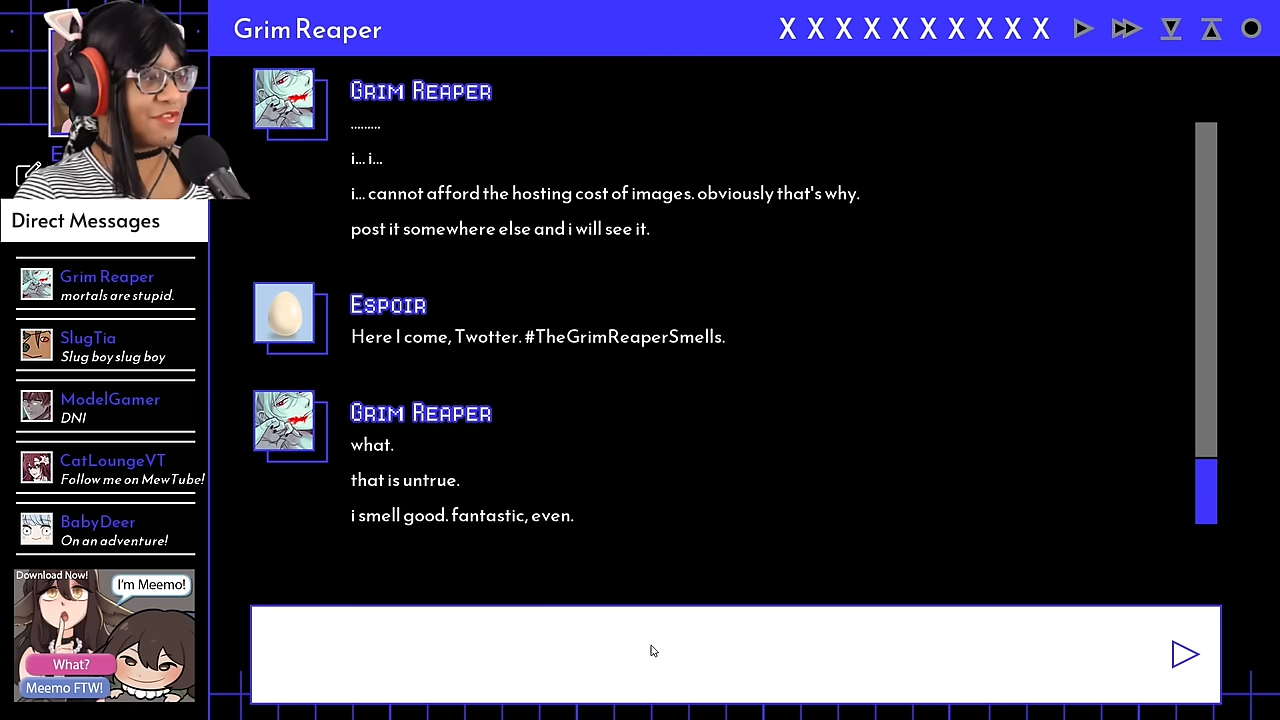 Grim Reaper
X X X X X X X X X X
E
Direct Messages
Grim Reaper
mortals are stupid.
SlugTia
Slug boy slug boy
ModelGamer
DNI
CatLoungeVT
Follow me on MewTube!
BabyDeer
On an adventure!
Download Now!
I'm Meemo!
What?
Meemo FTW!
Grim Reaper
.........
i... i...
i... cannot afford the hosting cost of images. obviously that's why.
post it somewhere else and i will see it.
Espoir
Here I come, Twotter. #TheGrimReaperSmells.
Grim Reaper
what.
that is untrue.
i smell good. fantastic, even.